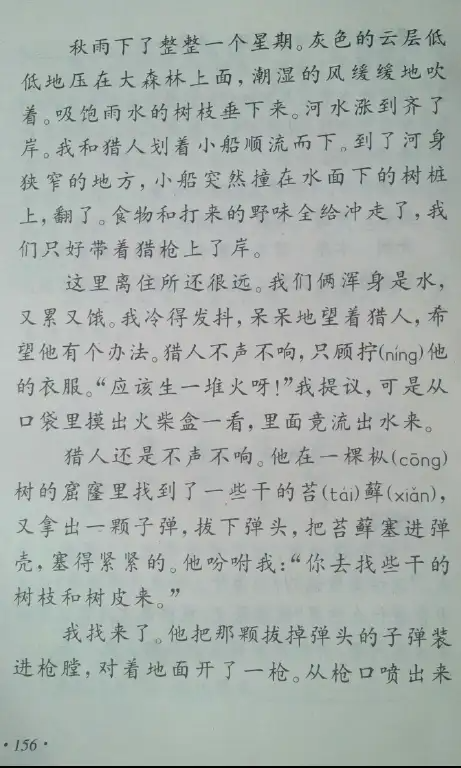 秋雨下了整整一个星期。灰色的云层低
低地压在大森林上面，潮湿的风缓缓地吹
着。吸饱雨水的树枝垂下来。河水涨到齐了
岸。我和猎人划着小船顺流而下。到了河身
狭窄的地方，小船突然撞在水面下的树桩
上，翻了。食物和打来的野味全给冲走了，我
们只好带着猎枪上了岸。
这里离住所还很远。我们俩浑身是水，
又累又饿。我冷得发抖，呆呆地望着猎人，希
望他有个办法。猎人不声不响，只顾拧(níng)他
的衣服。“应该生一堆火呀！”我提议，可是从
口袋里摸出火柴盒一看，里面竟流出水来。
猎人还是不声不响。他在一棵枞(cōng)
树的窟窿里找到了一些干的苔(tái)藓(xiǎn)，
又拿出一颗子弹，拔下弹头，把苔藓塞进弹
壳，塞得紧紧的。他吩咐我：“你去找些干的
树枝和树皮来。”
我找来了。他把那颗拔掉弹头的子弹装
进枪膛，对着地面开了一枪。从枪口喷出来
·156·